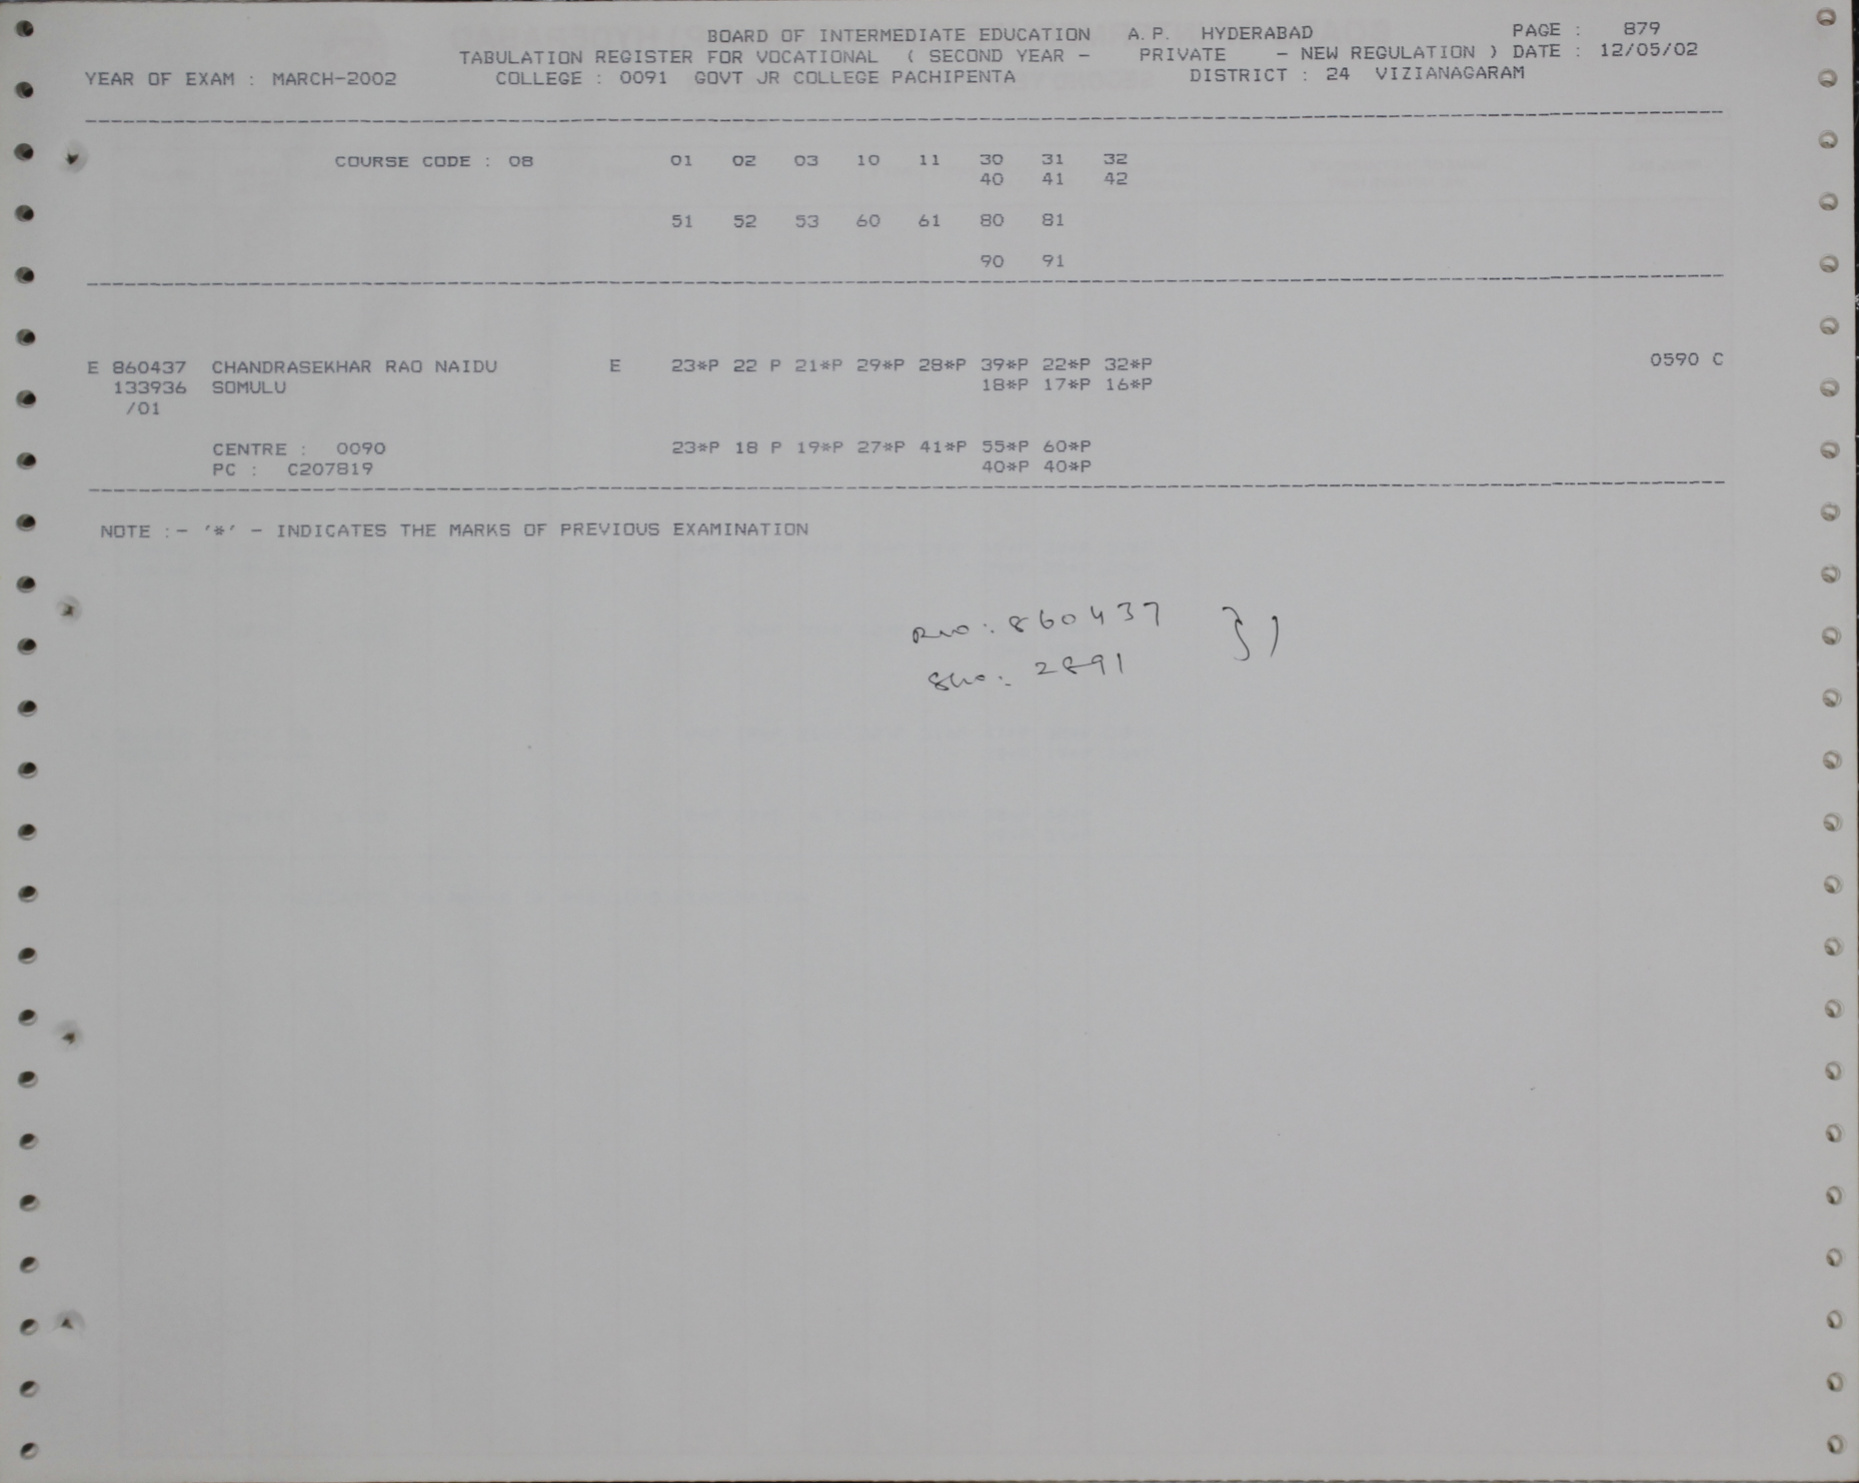 BOARD OF INTERMEDIATE EDUCATION A.P. HYDERABAD PAGE : 879
TABULATION REGISTER FOR VOCATIONAL ( SECOND YEAR - PRIVATE - NEW REGULATION ) DATE : 12/05/02
YEAR OF EXAM : MARCH-2002 COLLEGE : 0091 GOVT JR COLLEGE PACHIPENTA DISTRICT : 24 VIZIANAGARAM
COURSE CODE : 08 01 02 03 10 11 30 31 32
40 41 42
51 52 53 60 61 80 81
90 91
E 860437 CHANDRASEKHAR RAO NAIDU E 23*P 22 P 21*P 29*P 28*P 39*P 22*P 32*P 0590 C
133936 SOMULU 18*P 17*P 16*P
/01
CENTRE : 0090 23*P 18 P 19*P 27*P 41*P 55*P 60*P
PC : C207819 40*P 40*P
NOTE :- '*' - INDICATES THE MARKS OF PREVIOUS EXAMINATION
Rno: 860437
Sno: 2891